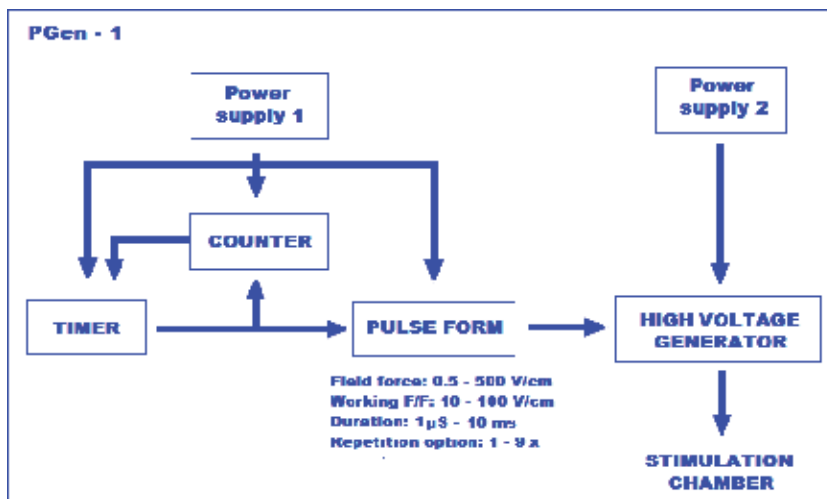 PGen - 1
Power
supply 1
Power
supply 2
COUNTER
TIMER
PULSE FORM
HIGH VOLTAGE
GENERATOR
Field force: 0.5 - 500 V/cm
Working F/F: 10 - 100 V/cm
Duration: 1µS - 10 ms
Repetition option: 1 - 9 x
STIMULATION
CHAMBER